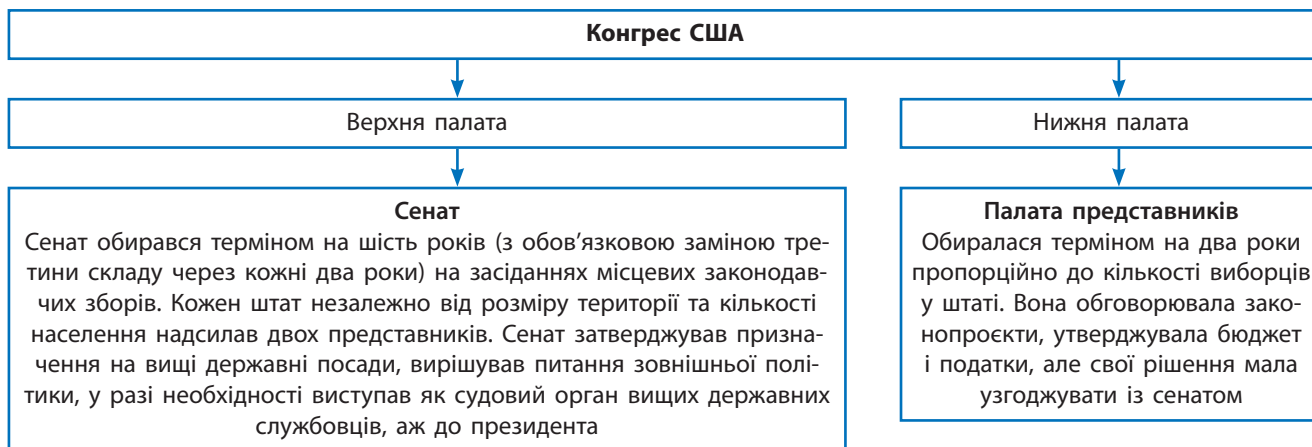 Конгрес США
Верхня палата
Нижня палата
Сенат
Сенат обирався терміном на шість років (з обов’язковою заміною тре-
тини складу через кожні два роки) на засіданнях місцевих законодав-
чих зборів. Кожен штат незалежно від розміру території та кількості
населення надсилав двох представників. Сенат затверджував призна-
чення на вищі державні посади, вирішував питання зовнішньої полі-
тики, у разі необхідності виступав як судовий орган вищих державних
службовців, аж до президента
Палата представників
Обиралася терміном на два роки
пропорційно до кількості виборців
у штаті. Вона обговорювала зако-
нопроєкти, утверджувала бюджет
і податки, але свої рішення мала
узгоджувати із сенатом